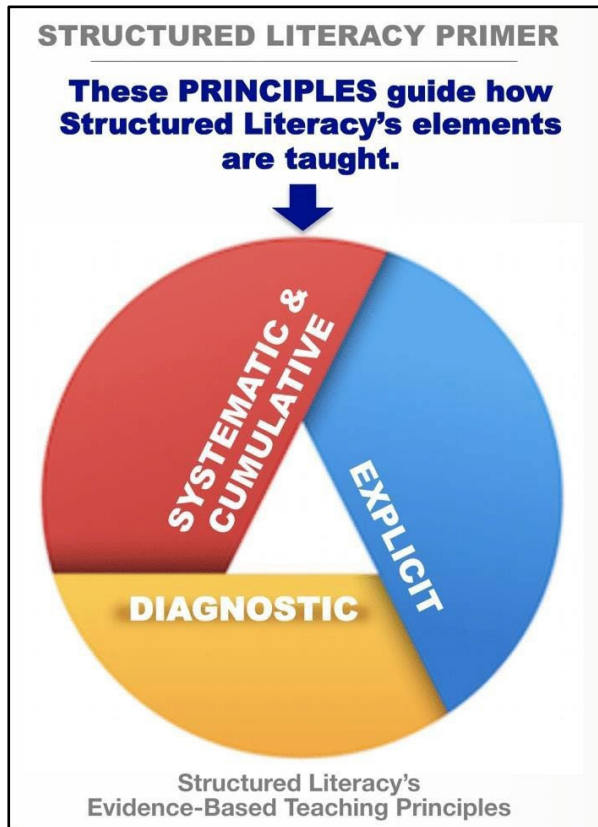 STRUCTURED LITERACY PRIMER
These PRINCIPLES guide how
Structured Literacy’s elements
are taught.
SYSTEMATIC &
CUMULATIVE
EXPLICIT
DIAGNOSTIC
Structured Literacy’s
Evidence-Based Teaching Principles